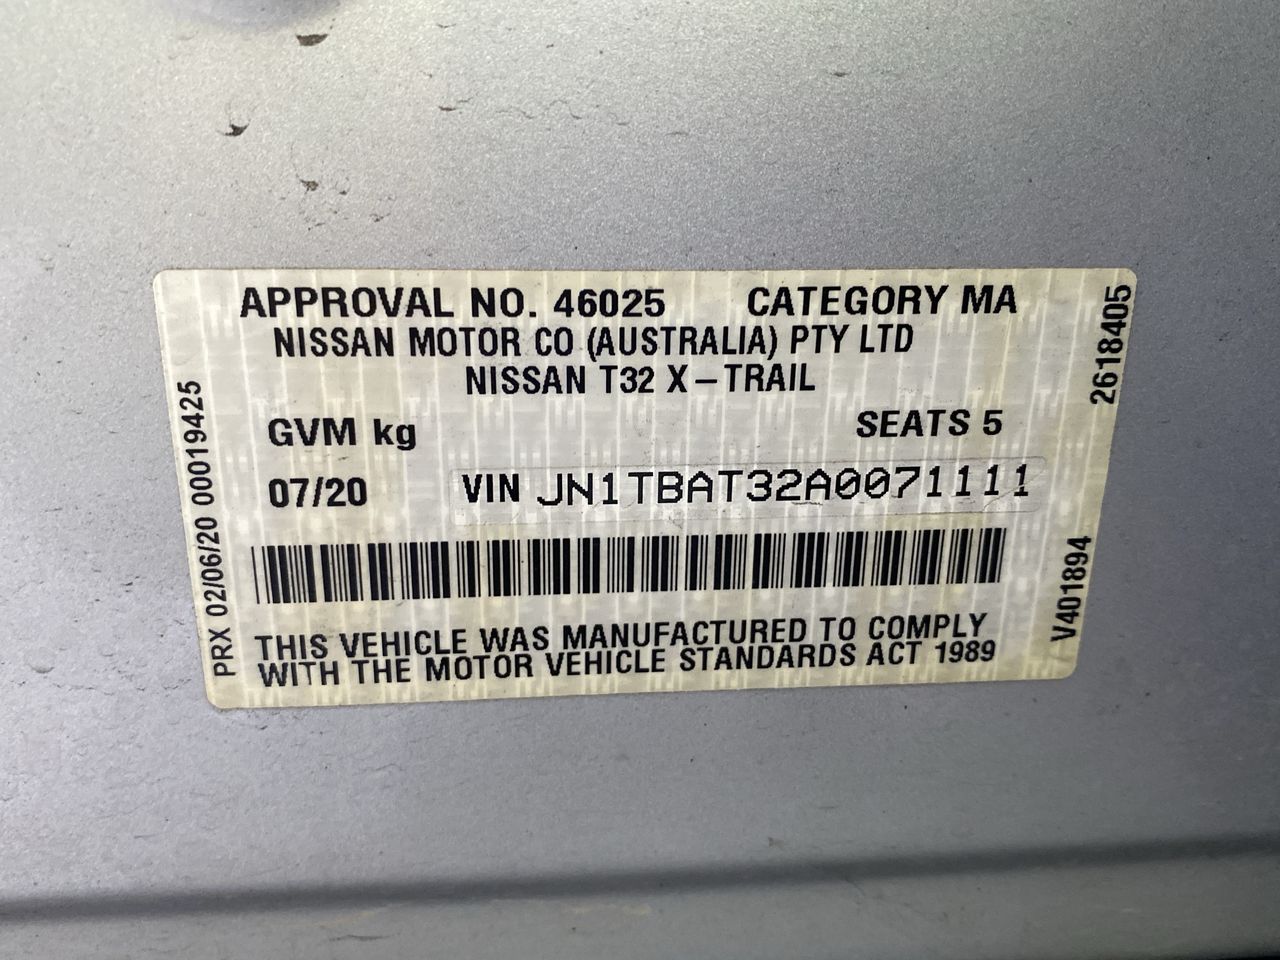 APPROVAL NO. 46025 CATEGORY MA
NISSAN MOTOR CO (AUSTRALIA) PTY LTD
NISSAN T32 X-TRAIL
GVM kg SEATS 5
07/20 VIN JN1TBAT32A0071111
THIS VEHICLE WAS MANUFACTURED TO COMPLY
WITH THE MOTOR VEHICLE STANDARDS ACT 1989
PRX 02/06/20 00019425
2618405
V401894